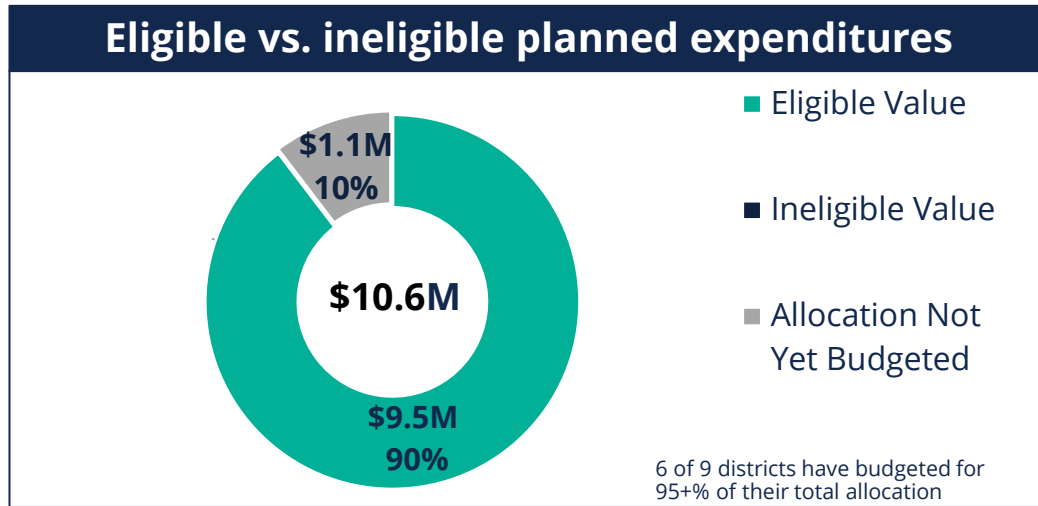 Eligible vs. ineligible planned expenditures
$1.1M
10%
$10.6M
$9.5M
90%
Eligible Value
Ineligible Value
Allocation Not
Yet Budgeted
6 of 9 districts have budgeted for
95+% of their total allocation